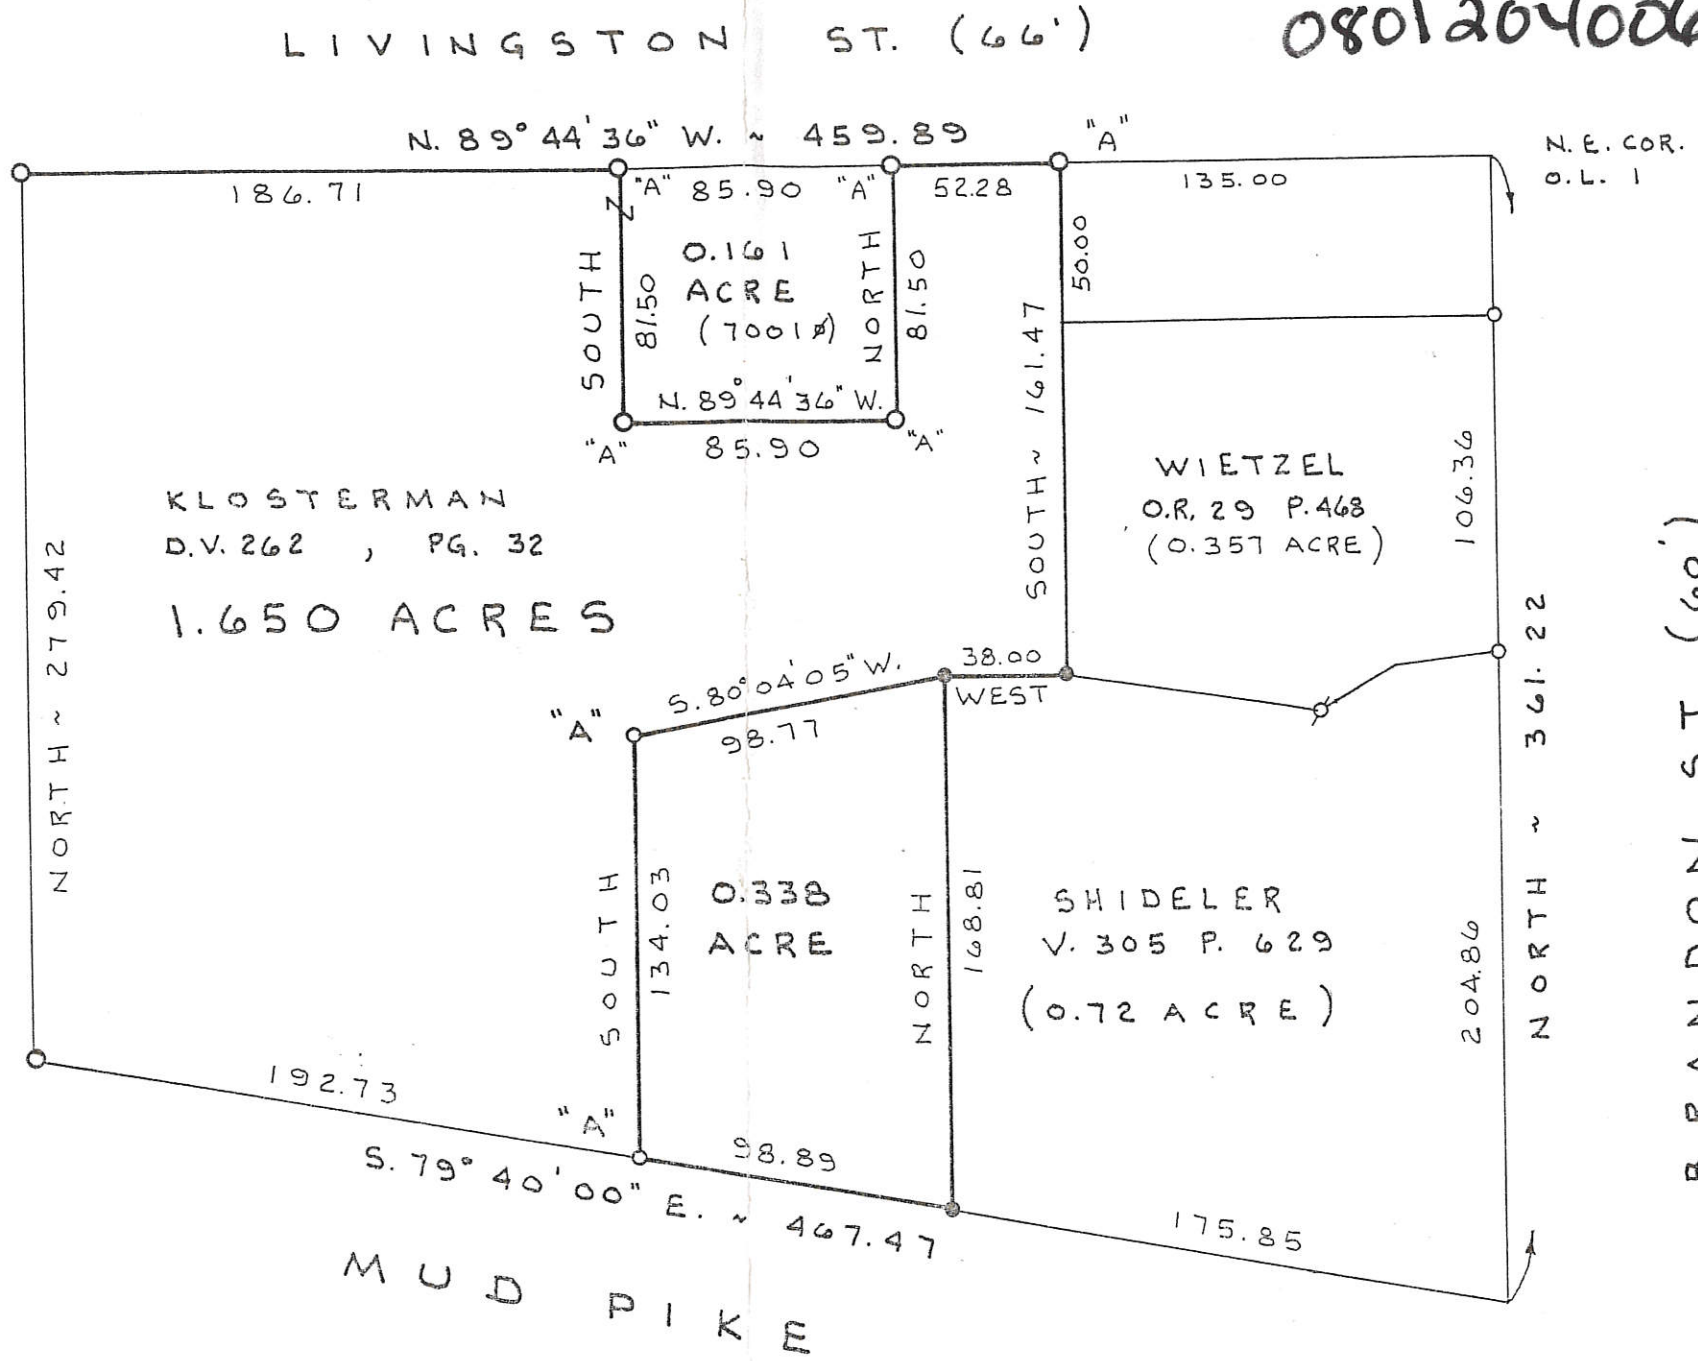 LIVINGSTON ST. (66')
0801204006
N. 89° 44' 36" W. ~ 459.89
"A"
N. E. COR.
O.L. 1
186.71
"A" 85.90 "A"
52.28
135.00
SOUTH
81.50
0.161
ACRE
NORTH
81.50
50.00
SOUTH ~ 161.47
N. 89° 44' 36" W.
"A"
85.90
"A"
WIETZEL
O.R. 29 P. 468
(0.357 ACRE)
106.36
KLOSTERMAN
D.V. 262 , PG. 32
1.650 ACRES
NORTH ~ 279.42
S. 80° 04' 05" W.
98.77
38.00
WEST
"A"
NORTH ~ 361.22
BRANDON ST (60')
SOUTH
134.03
0.338
ACRE
NORTH
168.81
SHIDELER
V. 305 P. 629
(0.72 ACRE)
204.86
192.73
"A"
98.89
S. 79° 40' 00" E. ~ 467.47
175.85
MUD PIKE